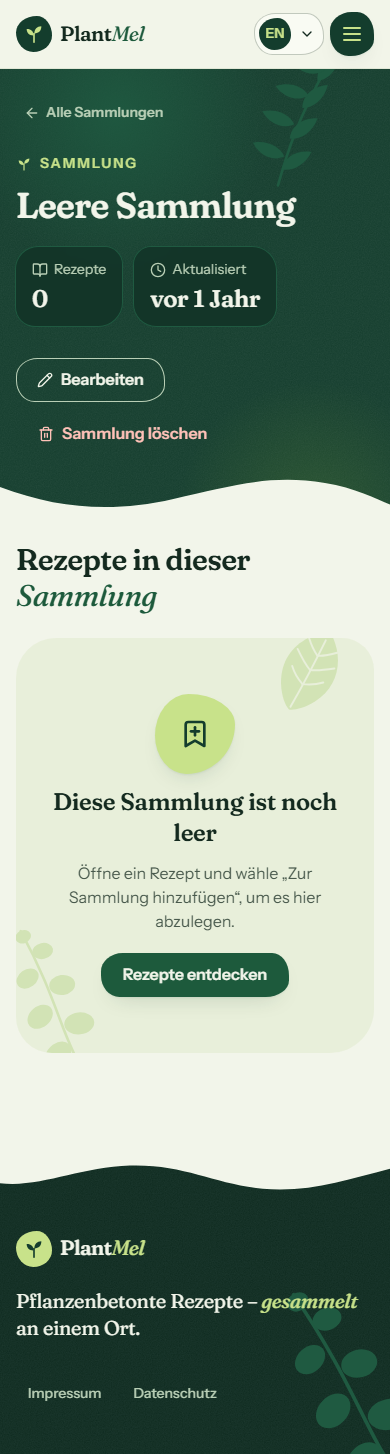 PlantMel
EN
Alle Sammlungen
SAMMLUNG
Leere Sammlung
Rezepte
0
Aktualisiert
vor 1 Jahr
Bearbeiten
Sammlung löschen
Rezepte in dieser
Sammlung
Diese Sammlung ist noch
leer
Öffne ein Rezept und wähle „Zur
Sammlung hinzufügen“, um es hier
abzulegen.
Rezepte entdecken
PlantMel
Pflanzenbetonte Rezepte – gesammelt
an einem Ort.
Impressum
Datenschutz